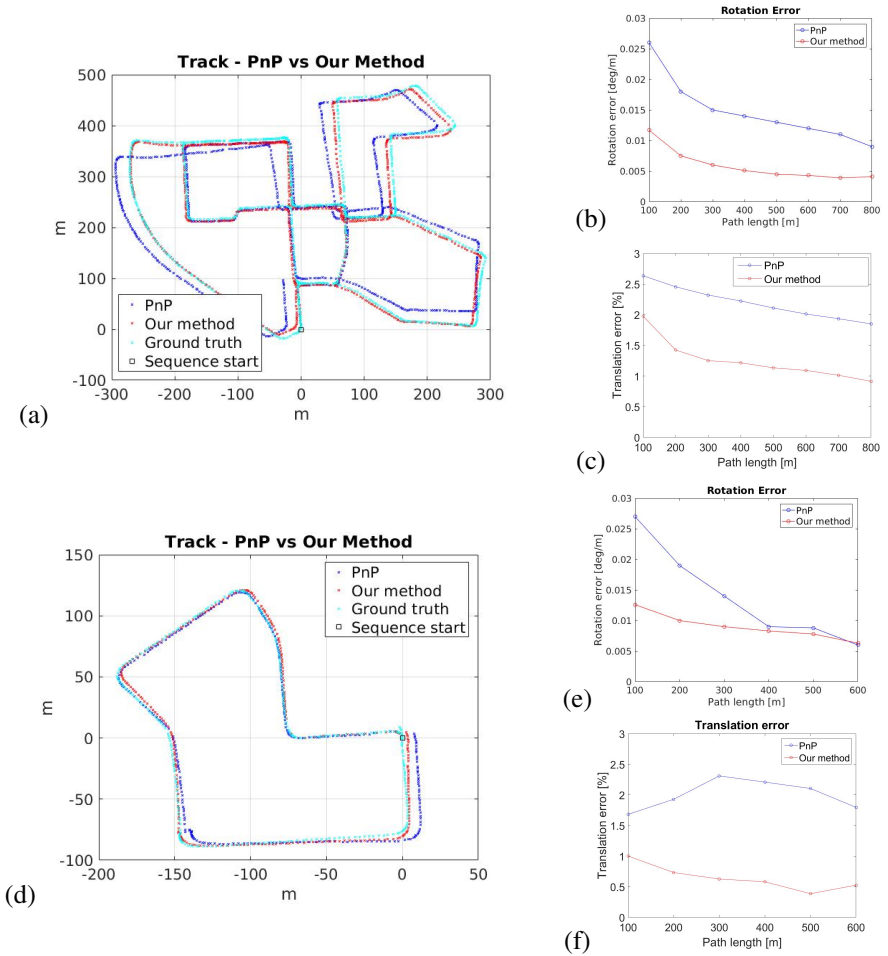 Track - PnP vs Our Method
500
400
300
200
100
0
-100
m
-300 -200 -100 0 100 200 300
m
PnP
Our method
Ground truth
Sequence start
(a)
Rotation Error
0.03
0.025
0.02
0.015
0.01
0.005
0
Rotation error [deg/m]
PnP
Our method
100 200 300 400 500 600 700 800
Path length [m]
(b)
3
2.5
2
1.5
1
0.5
0
Translation error [%]
PnP
Our method
100 200 300 400 500 600 700 800
Path length [m]
(c)
Track - PnP vs Our Method
150
100
50
0
-50
-100
m
-200 -150 -100 -50 0 50
m
PnP
Our method
Ground truth
Sequence start
(d)
Rotation Error
0.03
0.025
0.02
0.015
0.01
0.005
0
Rotation error [deg/m]
PnP
Our method
100 200 300 400 500 600
Path length [m]
(e)
Translation error
3
2.5
2
1.5
1
0.5
0
Translation error [%]
PnP
Our method
100 200 300 400 500 600
Path length [m]
(f)